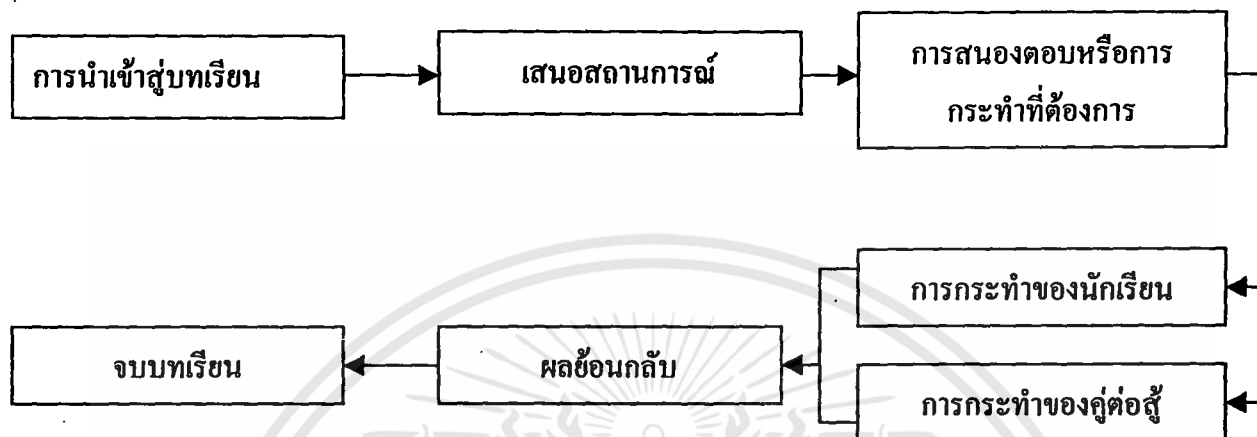 การนำเข้าสู่บทเรียน
เสนอสถานการณ์
การสนองตอบหรือการ
กระทำที่ต้องการ
การกระทำของนักเรียน
การกระทำของคู่ต่อสู้
ผลย้อนกลับ
จบบทเรียน